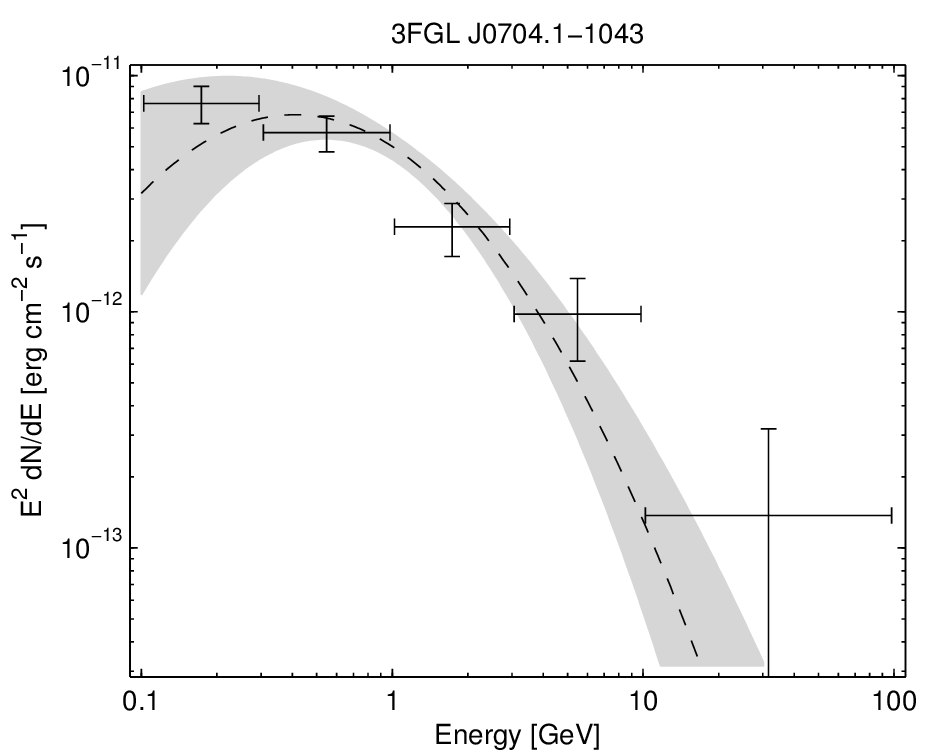 3FGL J0704.1−1043
10⁻¹¹
10⁻¹²
10⁻¹³
E² dN/dE [erg cm⁻² s⁻¹]
0.1 1 10 100
Energy [GeV]